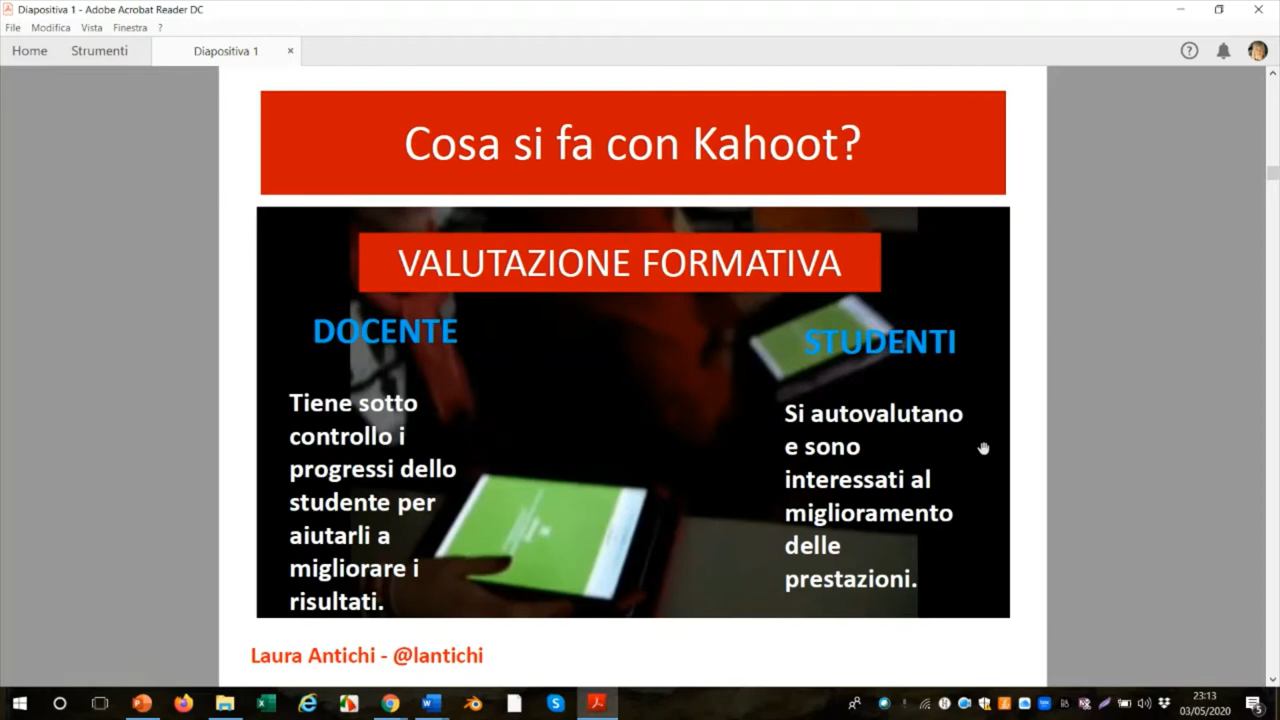 Diapositiva 1 - Adobe Acrobat Reader DC
File Modifica Vista Finestra ?
Home Strumenti Diapositiva 1 ×
Cosa si fa con Kahoot?
VALUTAZIONE FORMATIVA
DOCENTE
Tiene sotto
controllo i
progressi dello
studente per
aiutarli a
migliorare i
risultati.
STUDENTI
Si autovalutano
e sono
interessati al
miglioramento
delle
prestazioni.
Laura Antichi - @lantichi
23:13
03/05/2020
5